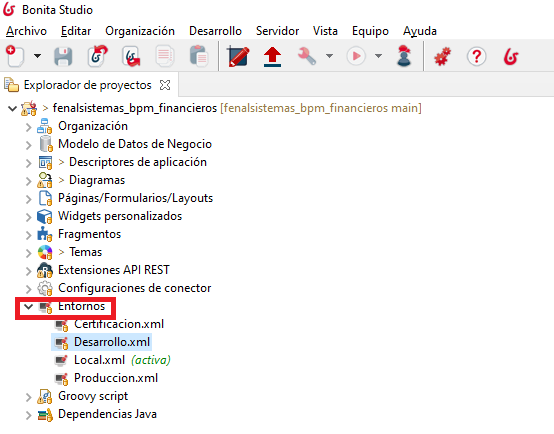 Bonita Studio
Archivo Editar Organización Desarrollo Servidor Vista Equipo Ayuda
Explorador de proyectos
> fenalsistemas_bpm_financieros [fenalsistemas_bpm_financieros main]
Organización
Modelo de Datos de Negocio
> Descriptores de aplicación
> Diagramas
Páginas/Formularios/Layouts
Widgets personalizados
Fragmentos
> Temas
Extensiones API REST
Configuraciones de conector
Entornos
Certificacion.xml
Desarrollo.xml
Local.xml (activa)
Produccion.xml
Groovy script
Dependencias Java